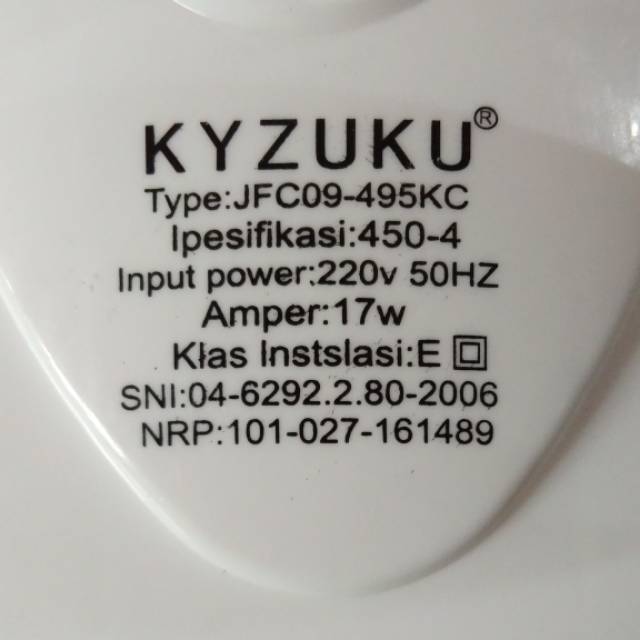 KYZUKU®
Type:JFC09-495KC
Ipesifikasi:450-4
Input power:220v 50HZ
Amper:17w
Kłas Instslasi:E
SNI:04-6292.2.80-2006
NRP:101-027-161489